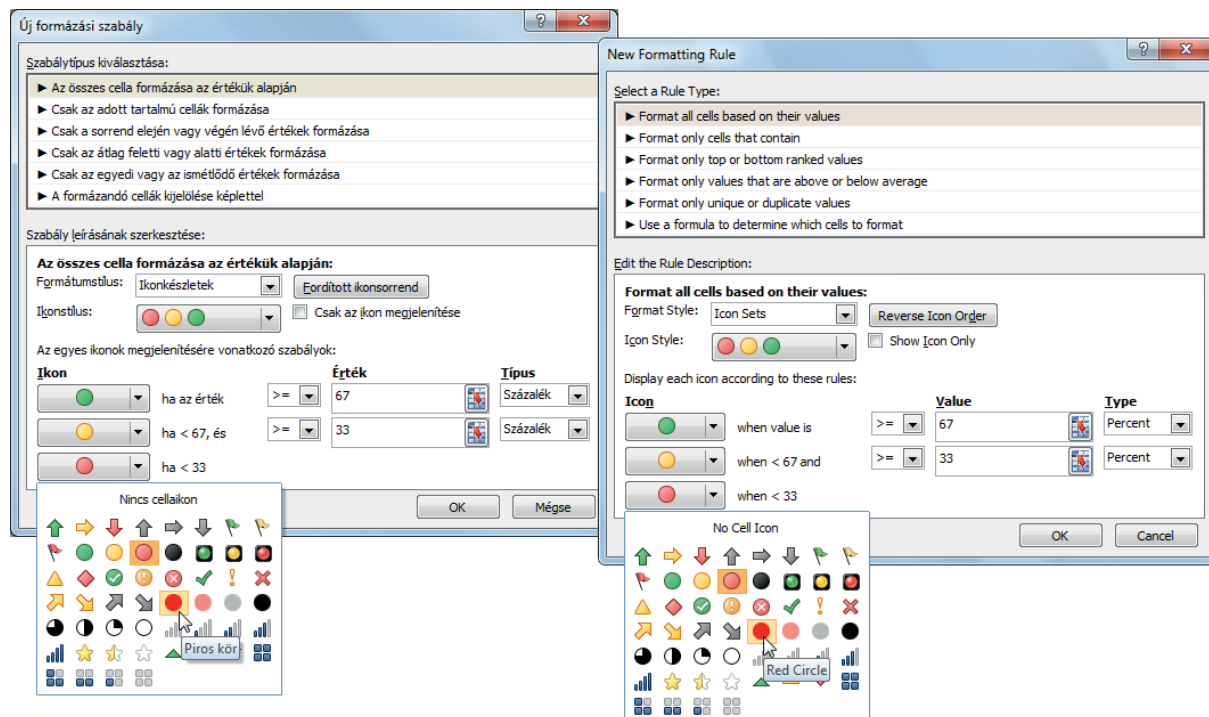 Új formázási szabály
Szabálytípus kiválasztása:
► Az összes cella formázása az értékük alapján
► Csak az adott tartalmú cellák formázása
► Csak a sorrend elején vagy végén lévő értékek formázása
► Csak az átlag feletti vagy alatti értékek formázása
► Csak az egyedi vagy az ismétlődő értékek formázása
► A formázandó cellák kijelölése képlettel
Szabály leírásának szerkesztése:
Az összes cella formázása az értékük alapján:
Formátumstílus: Ikonkészletek Fordított ikonsorrend
Ikonstílus: Csak az ikon megjelenítése
Az egyes ikonok megjelenítésére vonatkozó szabályok:
Ikon Érték Típus
ha az érték >= 67 Százalék
ha < 67, és >= 33 Százalék
ha < 33
OK Mégse
Nincs cellaikon
Piros kör
New Formatting Rule
Select a Rule Type:
► Format all cells based on their values
► Format only cells that contain
► Format only top or bottom ranked values
► Format only values that are above or below average
► Format only unique or duplicate values
► Use a formula to determine which cells to format
Edit the Rule Description:
Format all cells based on their values:
Format Style: Icon Sets Reverse Icon Order
Icon Style: Show Icon Only
Display each icon according to these rules:
Icon Value Type
when value is >= 67 Percent
when < 67 and >= 33 Percent
when < 33
OK Cancel
No Cell Icon
Red Circle